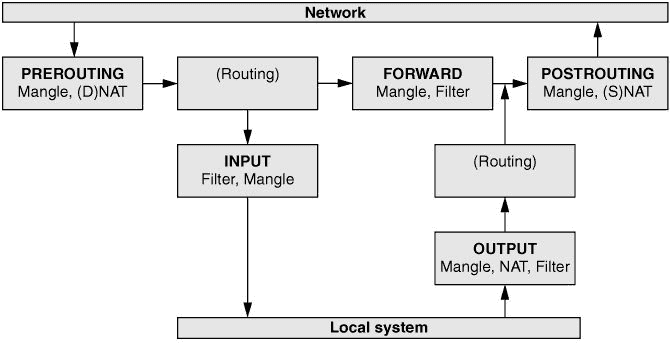 Network
PREROUTING
Mangle, (D)NAT
(Routing)
FORWARD
Mangle, Filter
POSTROUTING
Mangle, (S)NAT
INPUT
Filter, Mangle
(Routing)
OUTPUT
Mangle, NAT, Filter
Local system